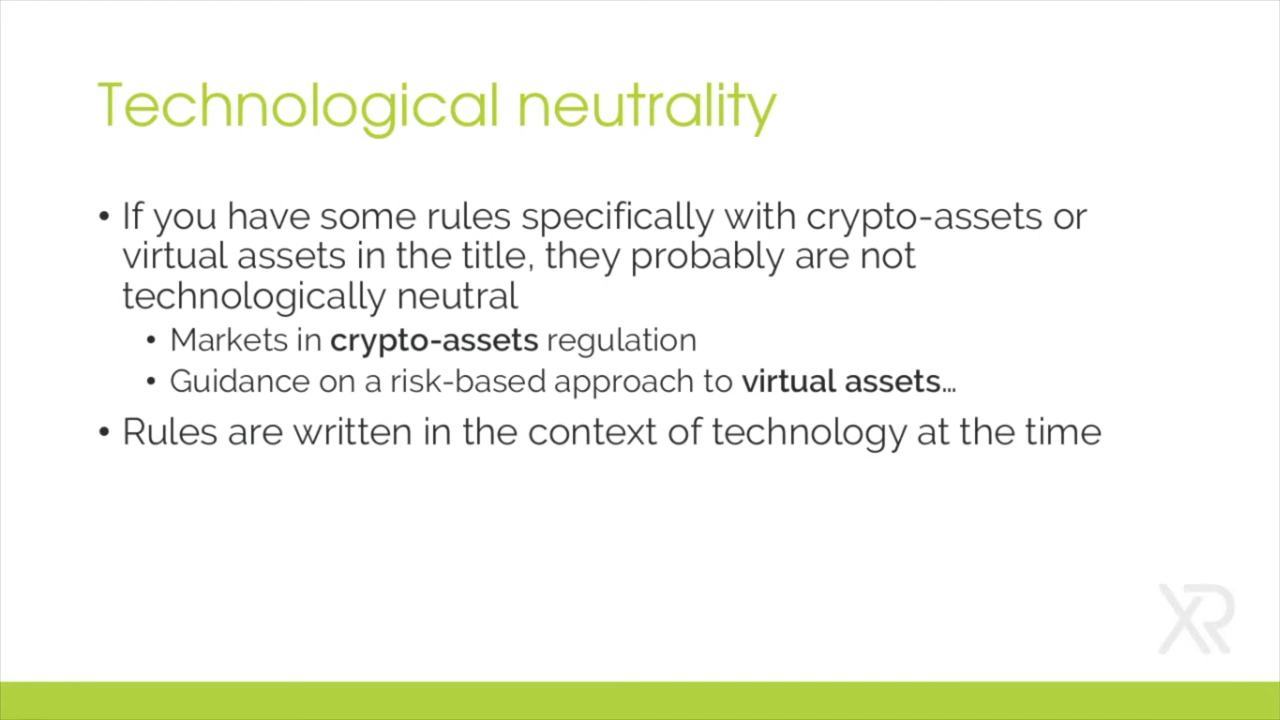 Technological neutrality
• If you have some rules specifically with crypto-assets or
virtual assets in the title, they probably are not
technologically neutral
• Markets in crypto-assets regulation
• Guidance on a risk-based approach to virtual assets…
• Rules are written in the context of technology at the time
XR